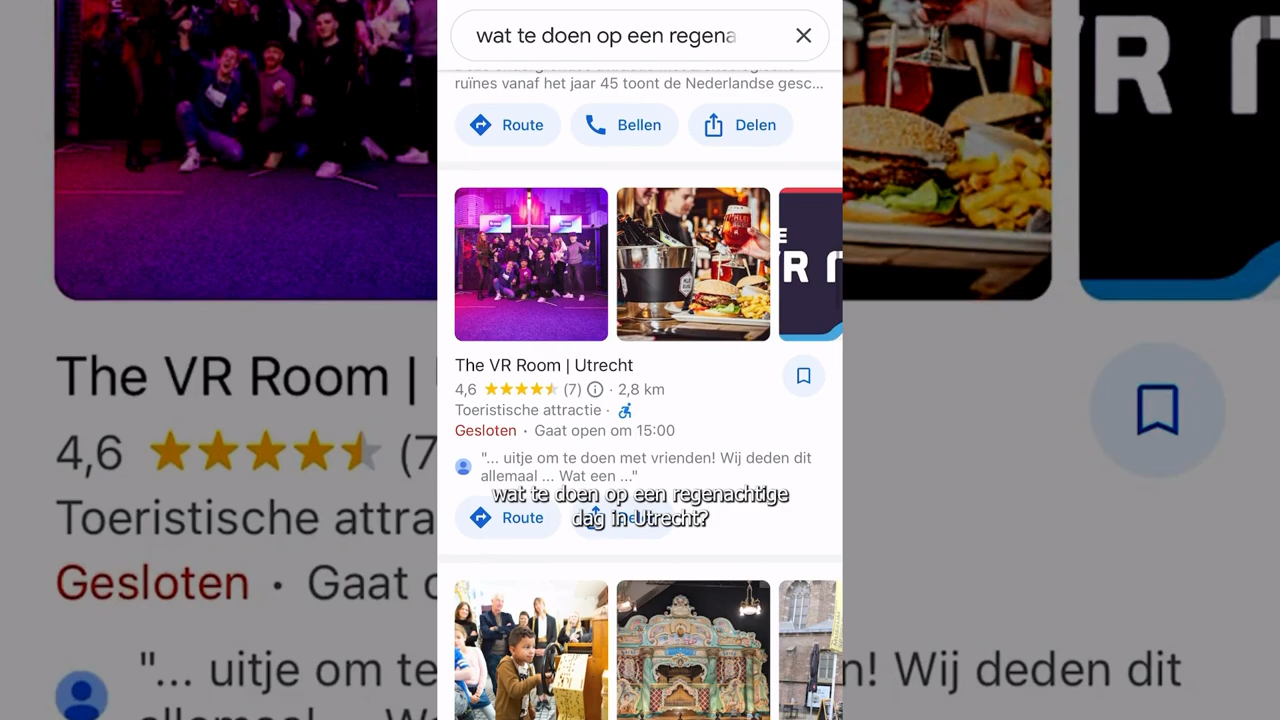 wat te doen op een regena
ruïnes vanaf het jaar 45 toont de Nederlandse gesc...
Route
Bellen
Delen
VR
The VR Room | Utrecht
4,6 (7) · 2,8 km
Toeristische attractie ·
Gesloten · Gaat open om 15:00
"... uitje om te doen met vrienden! Wij deden dit
allemaal ... Wat een ..."
wat te doen op een regenachtige
dag in Utrecht?
Route
The VR Room |
4,6 (7
Toeristische attra
Gesloten · Gaat o
"... uitje om te
n! Wij deden dit